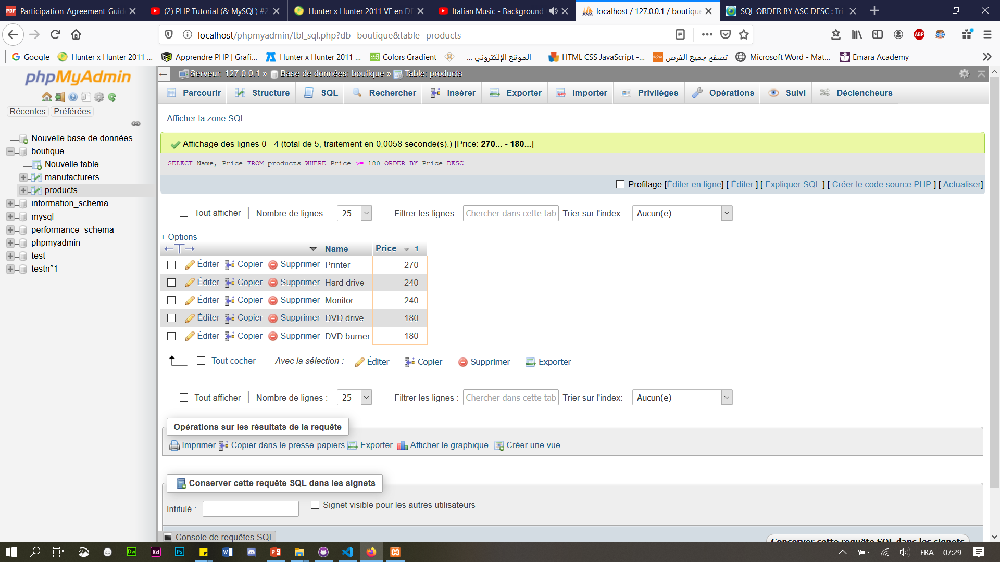 Participation_Agreement_Guid
(2) PHP Tutorial (& MySQL) #2
Hunter x Hunter 2011 VF en DD
Italian Music - Background
localhost / 127.0.0.1 / boutique
SQL ORDER BY ASC DESC : Tri
localhost/phpmyadmin/tbl_sql.php?db=boutique&table=products
Google
Hunter x Hunter 2011 ...
Apprendre PHP | Grafi...
Hunter x Hunter 2011 ...
Colors Gradient
الموقع الإلكتروني ...
HTML CSS JavaScript -...
تصفح جميع الفرص
Microsoft Word - Mat...
Emara Academy
phpMyAdmin
Récentes Préférées
Nouvelle base de données
boutique
Nouvelle table
manufacturers
products
information_schema
mysql
performance_schema
phpmyadmin
test
testn°1
Serveur: 127.0.0.1 » Base de données: boutique » Table: products
Parcourir Structure SQL Rechercher Insérer Exporter Importer Privilèges Opérations Suivi Déclencheurs
Afficher la zone SQL
Affichage des lignes 0 - 4 (total de 5, traitement en 0,0058 seconde(s).) [Price: 270... - 180...]
SELECT Name, Price FROM products WHERE Price >= 180 ORDER BY Price DESC
Profilage [Éditer en ligne] [ Éditer ] [ Expliquer SQL ] [ Créer le code source PHP ] [ Actualiser]
Tout afficher | Nombre de lignes : 25 Filtrer les lignes : Chercher dans cette tab Trier sur l'index: Aucun(e)
+ Options
Name Price 1
Éditer Copier Supprimer Printer 270
Éditer Copier Supprimer Hard drive 240
Éditer Copier Supprimer Monitor 240
Éditer Copier Supprimer DVD drive 180
Éditer Copier Supprimer DVD burner 180
Tout cocher Avec la sélection : Éditer Copier Supprimer Exporter
Tout afficher | Nombre de lignes : 25 Filtrer les lignes : Chercher dans cette tab Trier sur l'index: Aucun(e)
Opérations sur les résultats de la requête
Imprimer Copier dans le presse-papiers Exporter Afficher le graphique Créer une vue
Conserver cette requête SQL dans les signets
Intitulé : Signet visible pour les autres utilisateurs
Console de requêtes SQL
Conserver cette requête SQL dans les signets
FRA 07:29